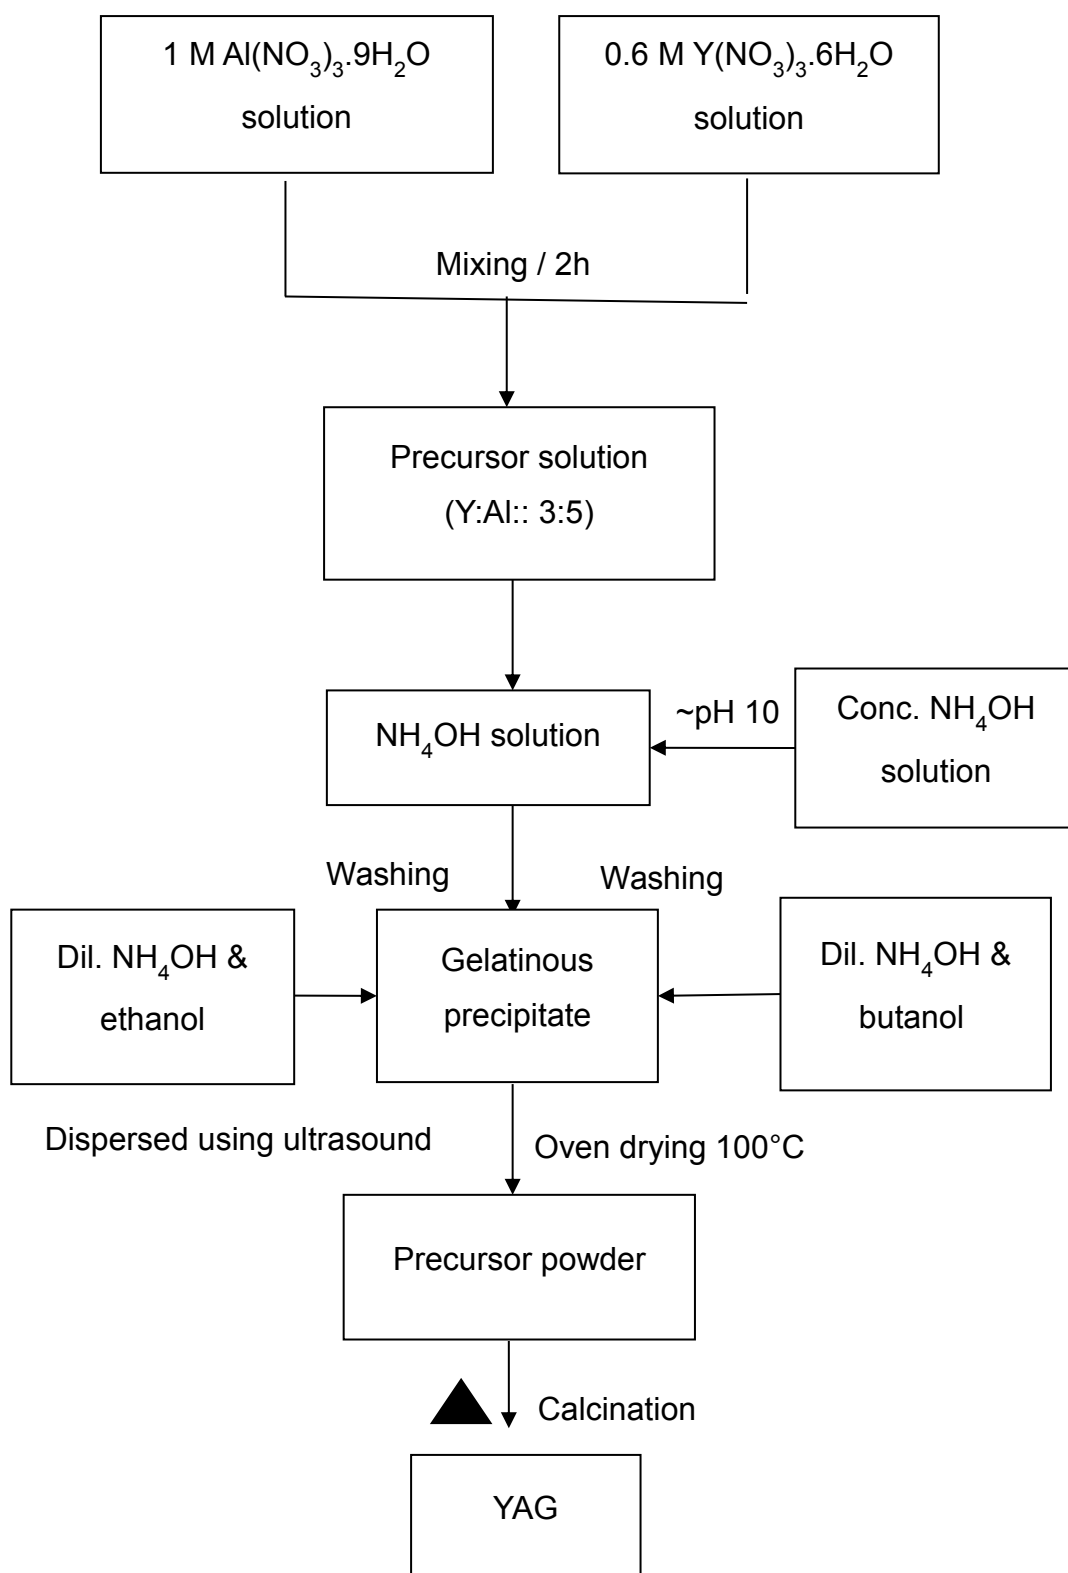 1 M Al(NO₃)₃.9H₂O
solution
0.6 M Y(NO₃)₃.6H₂O
solution
Mixing / 2h
Precursor solution
(Y:Al:: 3:5)
NH₄OH solution
~pH 10
Conc. NH₄OH
solution
Washing
Washing
Dil. NH₄OH &
ethanol
Gelatinous
precipitate
Dil. NH₄OH &
butanol
Dispersed using ultrasound
Oven drying 100°C
Precursor powder
Calcination
YAG